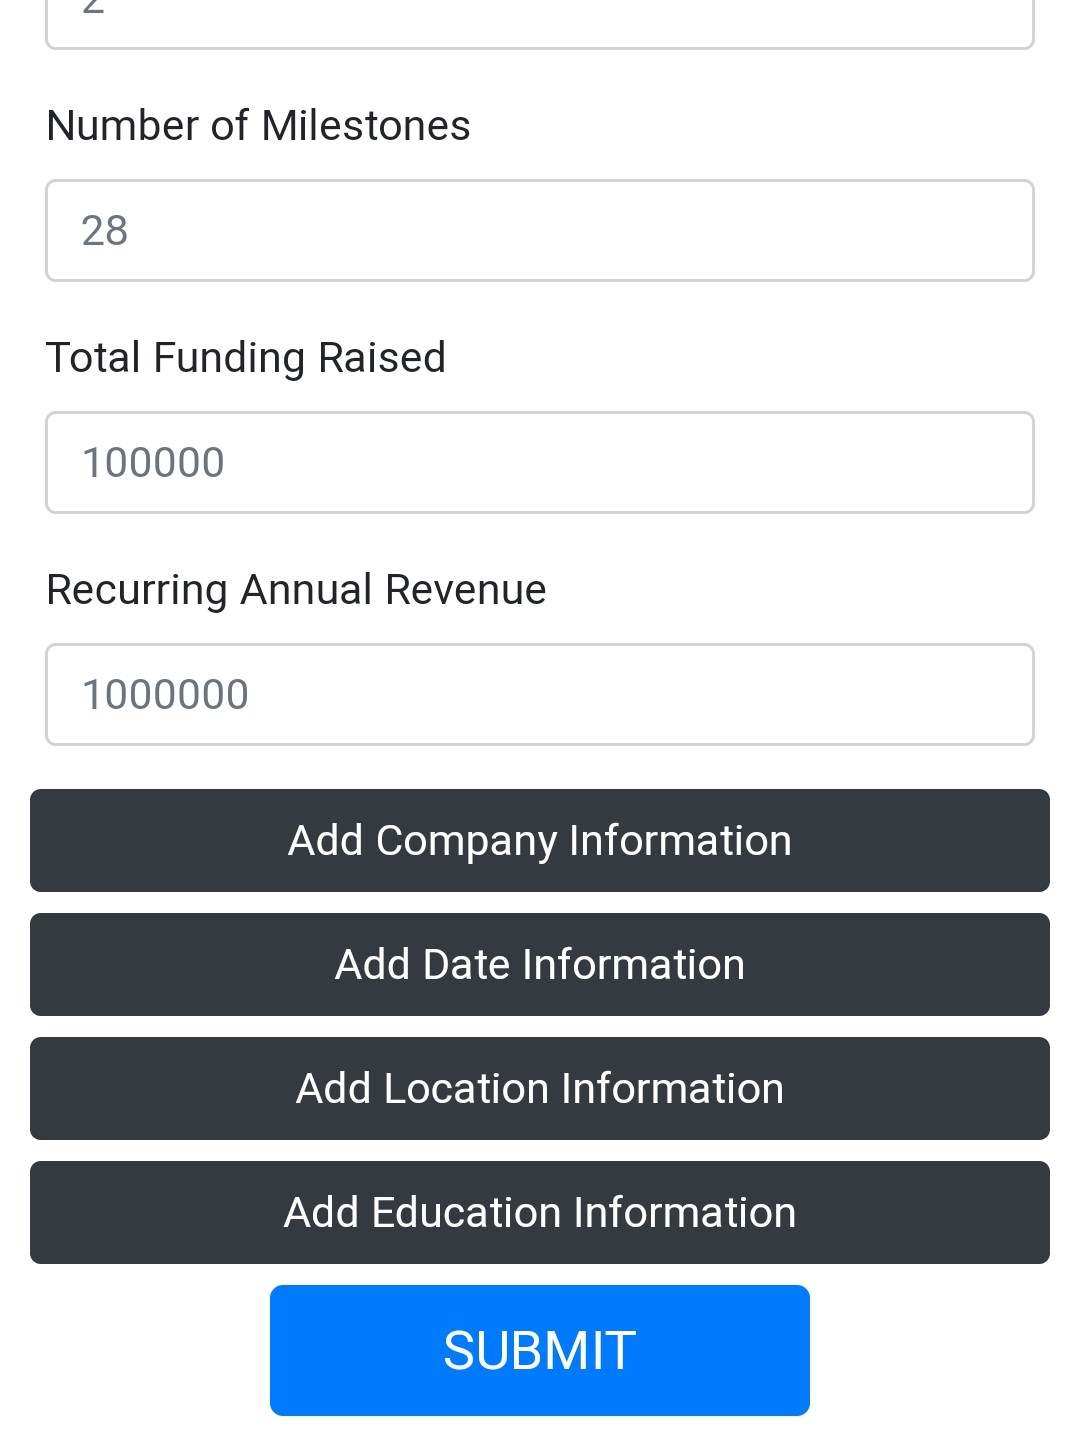 2
Number of Milestones
28
Total Funding Raised
100000
Recurring Annual Revenue
1000000
Add Company Information
Add Date Information
Add Location Information
Add Education Information
SUBMIT